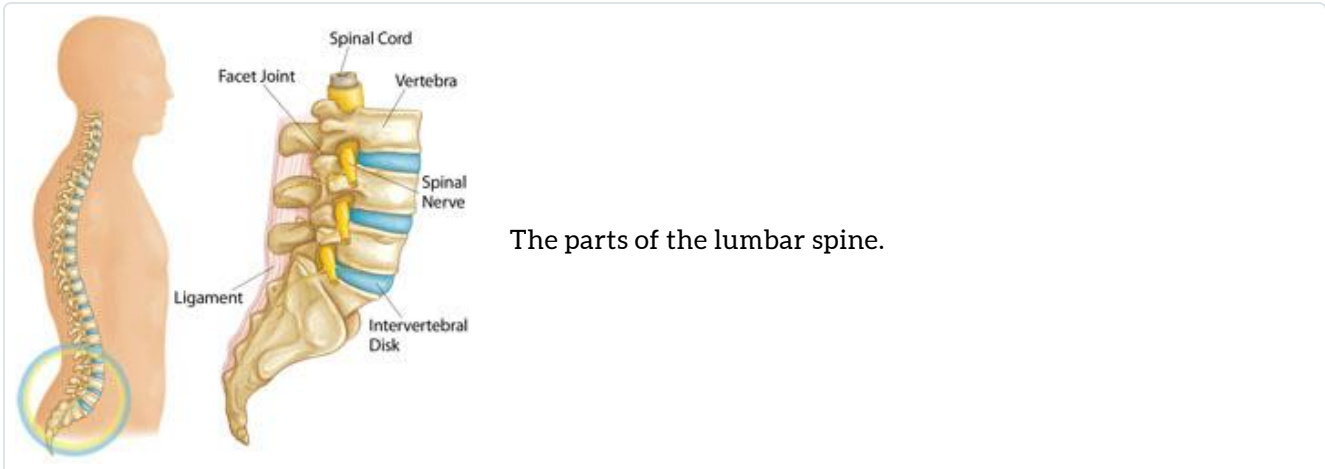 Spinal Cord
Facet Joint
Vertebra
Spinal
Nerve
The parts of the lumbar spine.
Ligament
Intervertebral
Disk